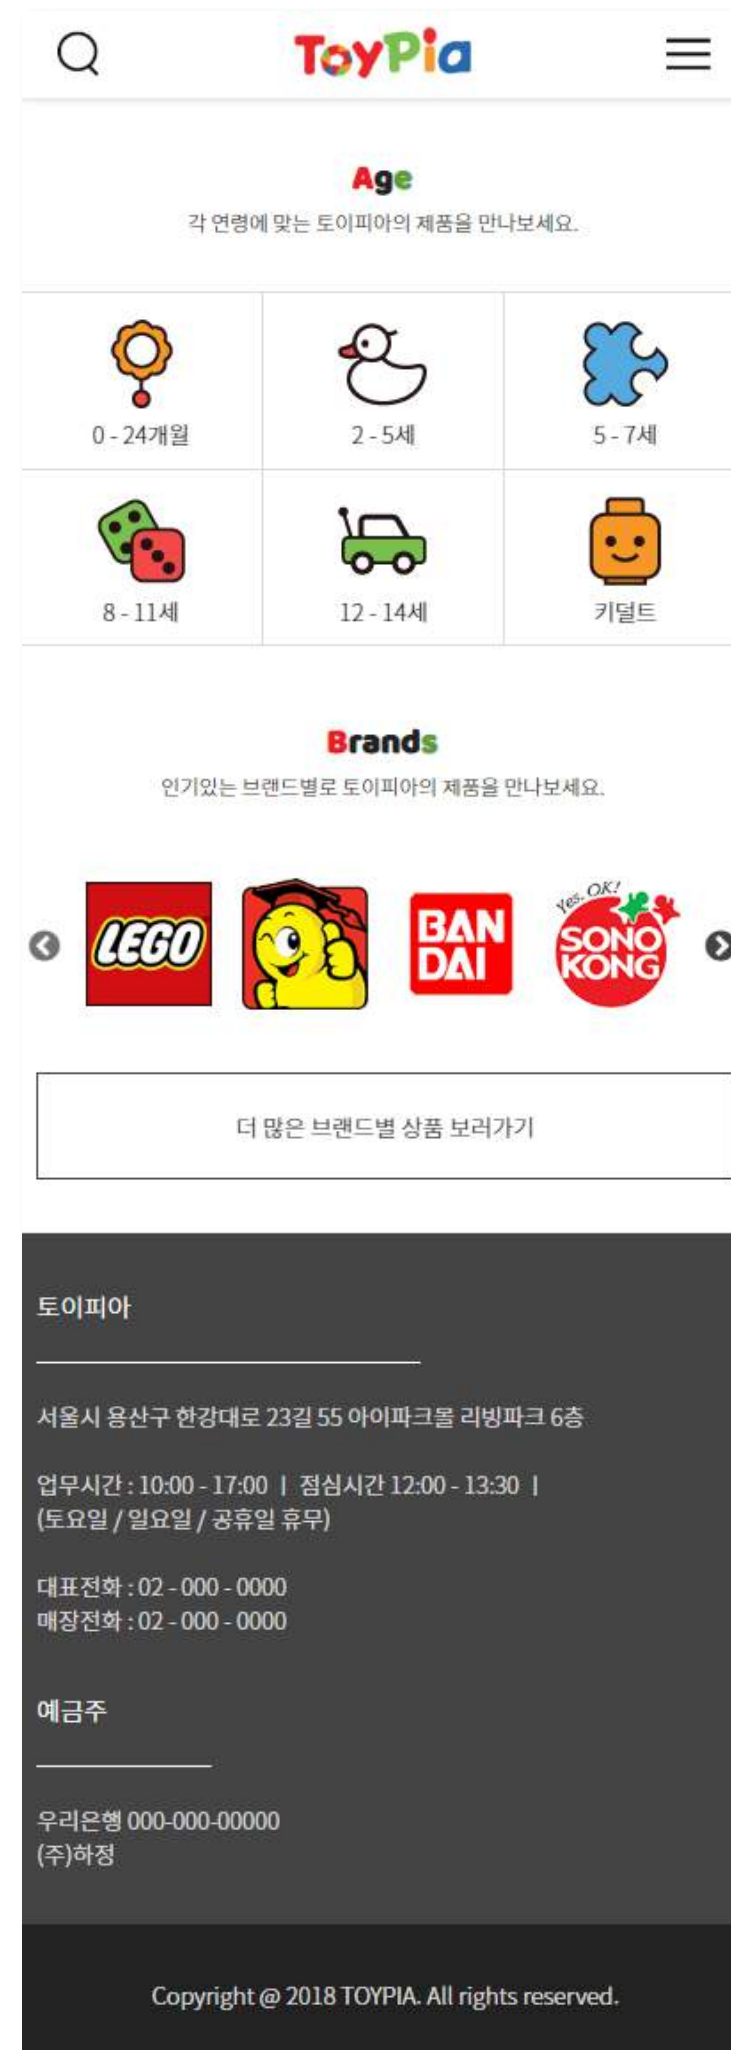 ToyPia
Age
각 연령에 맞는 토이피아의 제품을 만나보세요.
0 - 24개월
2 - 5세
5 - 7세
8 - 11세
12 - 14세
키덜트
Brands
인기있는 브랜드별로 토이피아의 제품을 만나보세요.
LEGO
BAN
DAI
Yes. OK!
SONO
KONG
더 많은 브랜드별 상품 보러가기
토이피아
서울시 용산구 한강대로 23길 55 아이파크몰 리빙파크 6층
업무시간 : 10:00 - 17:00 ㅣ 점심시간 12:00 - 13:30 ㅣ
(토요일 / 일요일 / 공휴일 휴무)
대표전화 : 02 - 000 - 0000
매장전화 : 02 - 000 - 0000
예금주
우리은행 000-000-00000
(주)하정
Copyright @ 2018 TOYPIA. All rights reserved.